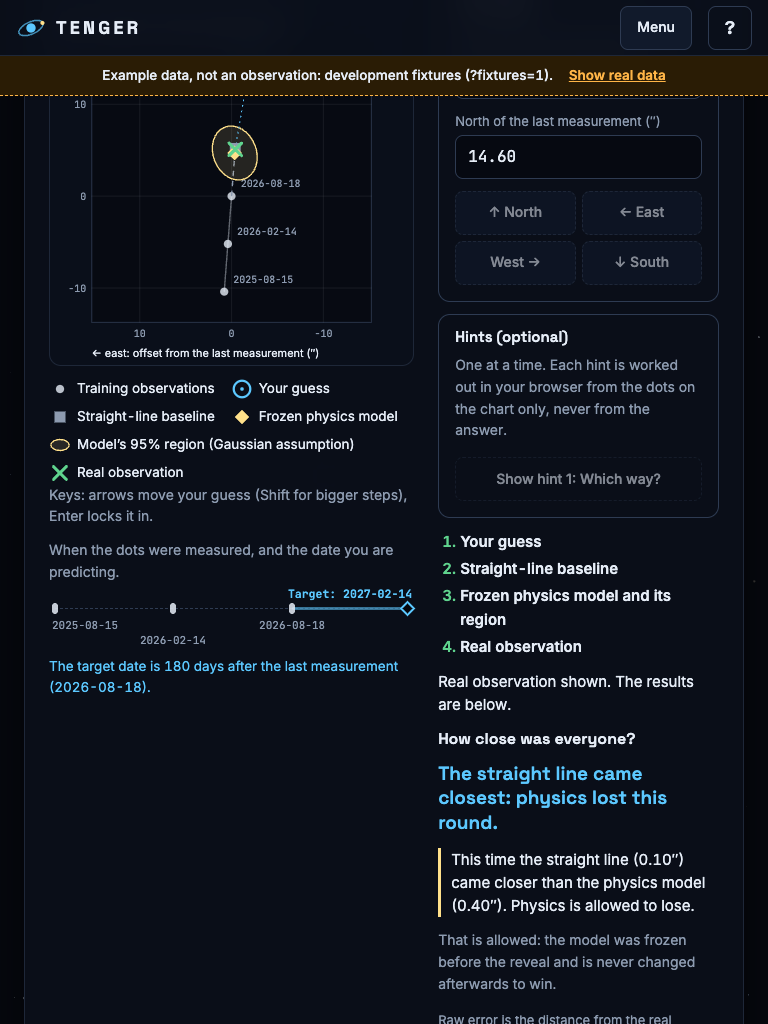 TENGER
Menu
?
Example data, not an observation: development fixtures (?fixtures=1). Show real data
10
0
-10
2026-08-18
2026-02-14
2025-08-15
10
0
-10
← east: offset from the last measurement (″)
Training observations
Your guess
Straight-line baseline
Frozen physics model
Model's 95% region (Gaussian assumption)
Real observation
Keys: arrows move your guess (Shift for bigger steps),
Enter locks it in.
When the dots were measured, and the date you are
predicting.
Target: 2027-02-14
2025-08-15
2026-02-14
2026-08-18
The target date is 180 days after the last measurement
(2026-08-18).
North of the last measurement (″)
14.60
↑ North
← East
West →
↓ South
Hints (optional)
One at a time. Each hint is worked
out in your browser from the dots on
the chart only, never from the
answer.
Show hint 1: Which way?
1. Your guess
2. Straight-line baseline
3. Frozen physics model and its
region
4. Real observation
Real observation shown. The results
are below.
How close was everyone?
The straight line came
closest: physics lost this
round.
This time the straight line (0.10″)
came closer than the physics model
(0.40″). Physics is allowed to lose.
That is allowed: the model was frozen
before the reveal and is never changed
afterwards to win.
Raw error is the distance from the real